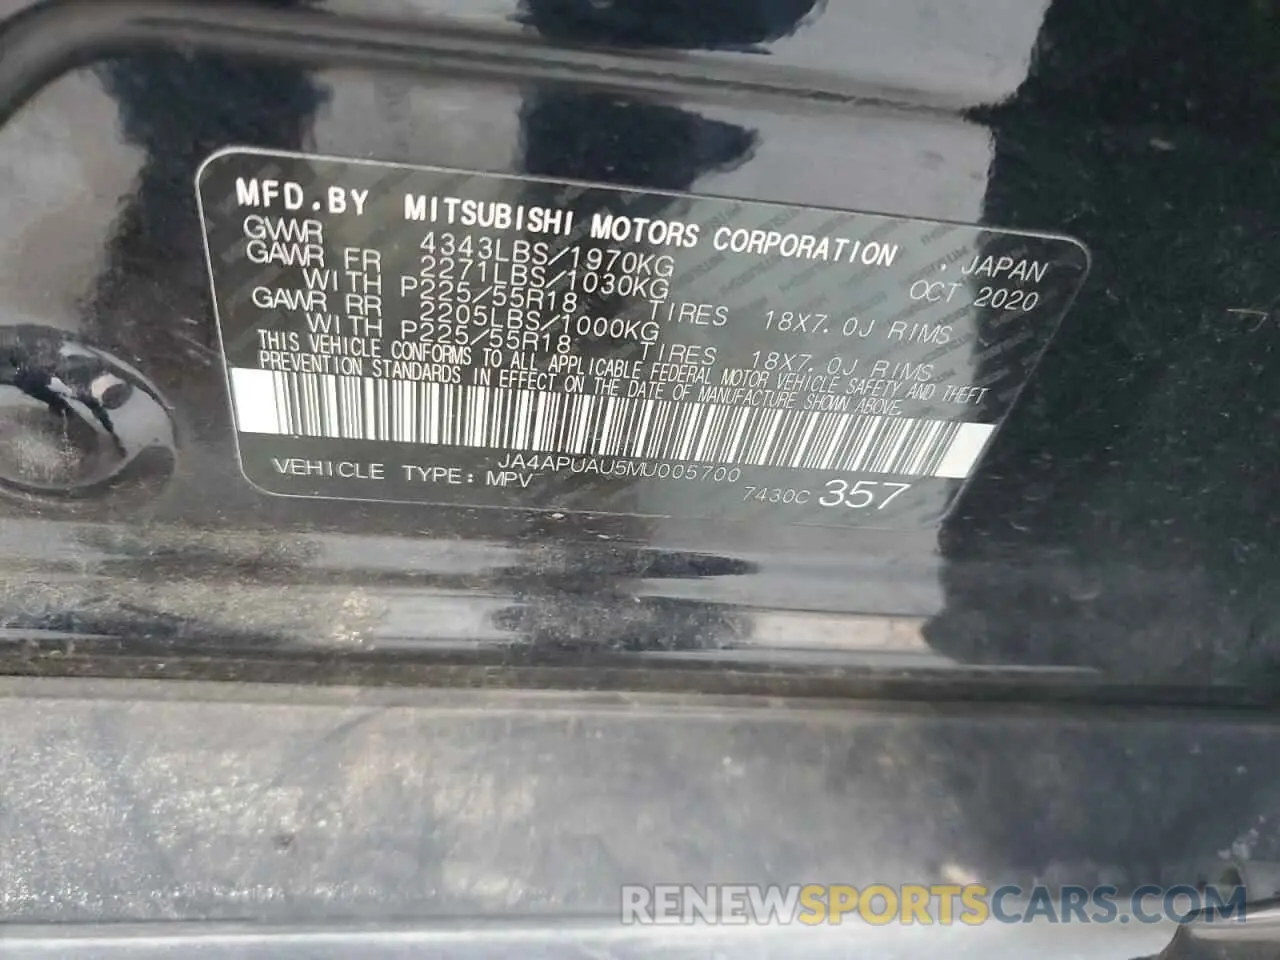 MFD.BY MITSUBISHI MOTORS CORPORATION . JAPAN
GVWR 4343LBS/1970KG OCT 2020
GAWR FR 2271LBS/1030KG
WITH P225/55R18 TIRES 18X7.0J RIMS
GAWR RR 2205LBS/1000KG
WITH P225/55R18 TIRES 18X7.0J RIMS
THIS VEHICLE CONFORMS TO ALL APPLICABLE FEDERAL MOTOR VEHICLE SAFETY AND THEFT
PREVENTION STANDARDS IN EFFECT ON THE DATE OF MANUFACTURE SHOWN ABOVE.
JA4APUAU5MU005700
VEHICLE TYPE: MPV 7430C 357
RENEWSPORTSCARS.COM